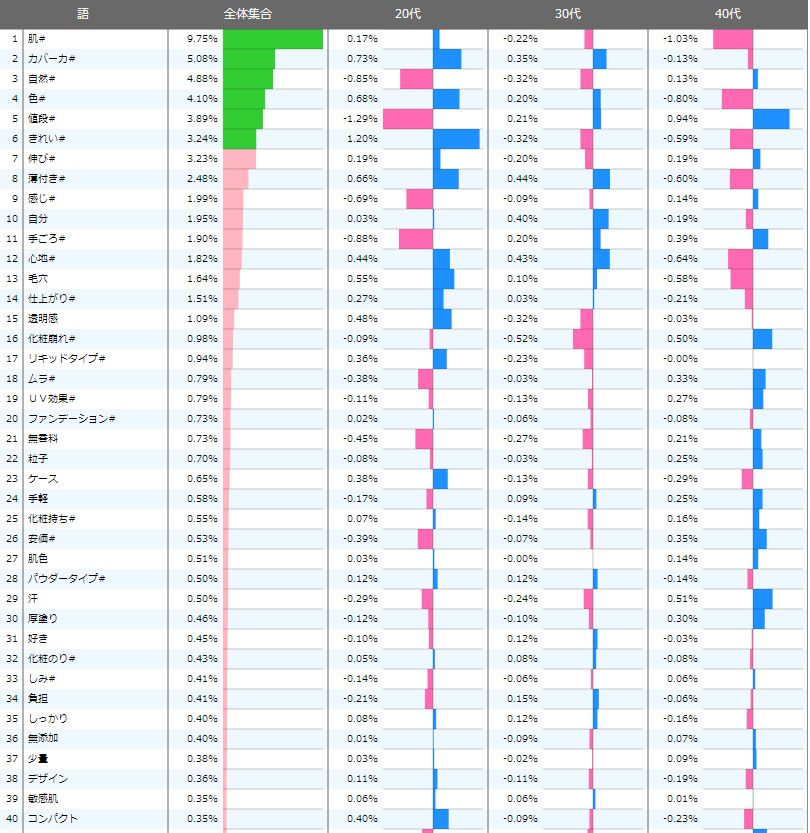 語 全体集合 20代 30代 40代
1 肌# 9.75% 0.17% -0.22% -1.03%
2 カバー力# 5.08% 0.73% 0.35% -0.13%
3 自然# 4.88% -0.85% -0.32% 0.13%
4 色# 4.10% 0.68% 0.20% -0.80%
5 値段# 3.89% -1.29% 0.21% 0.94%
6 きれい# 3.24% 1.20% -0.32% -0.59%
7 伸び# 3.23% 0.19% -0.20% 0.19%
8 薄付き# 2.48% 0.66% 0.44% -0.60%
9 感じ# 1.99% -0.69% -0.09% 0.14%
10 自分 1.95% 0.03% 0.40% -0.19%
11 手ごろ# 1.90% -0.88% 0.20% 0.39%
12 心地# 1.82% 0.44% 0.43% -0.64%
13 毛穴 1.64% 0.55% 0.10% -0.58%
14 仕上がり# 1.51% 0.27% 0.03% -0.21%
15 透明感 1.09% 0.48% -0.32% -0.03%
16 化粧崩れ# 0.98% -0.09% -0.52% 0.50%
17 リキッドタイプ# 0.94% 0.36% -0.23% -0.00%
18 ムラ# 0.79% -0.38% -0.03% 0.33%
19 ＵＶ効果# 0.79% -0.11% -0.13% 0.27%
20 ファンデーション# 0.73% 0.02% -0.06% -0.08%
21 無香料 0.73% -0.45% -0.27% 0.21%
22 粒子 0.70% -0.08% -0.03% 0.25%
23 ケース 0.65% 0.38% -0.13% -0.29%
24 手軽 0.58% -0.17% 0.09% 0.25%
25 化粧持ち# 0.55% 0.07% -0.14% 0.16%
26 安価# 0.53% -0.39% -0.07% 0.35%
27 肌色 0.51% 0.03% -0.00% 0.14%
28 パウダータイプ# 0.50% 0.12% 0.12% -0.14%
29 汗 0.50% -0.29% -0.24% 0.51%
30 厚塗り 0.46% -0.12% -0.10% 0.30%
31 好き 0.45% -0.10% 0.12% -0.03%
32 化粧のり# 0.43% 0.05% 0.08% -0.08%
33 しみ# 0.41% -0.14% -0.06% 0.06%
34 負担 0.41% -0.21% 0.15% -0.06%
35 しっかり 0.40% 0.08% 0.12% -0.16%
36 無添加 0.40% 0.01% -0.09% 0.07%
37 少量 0.38% 0.03% -0.02% 0.09%
38 デザイン 0.36% 0.11% -0.11% -0.19%
39 敏感肌 0.35% 0.06% 0.06% 0.01%
40 コンパクト 0.35% 0.40% -0.09% -0.23%